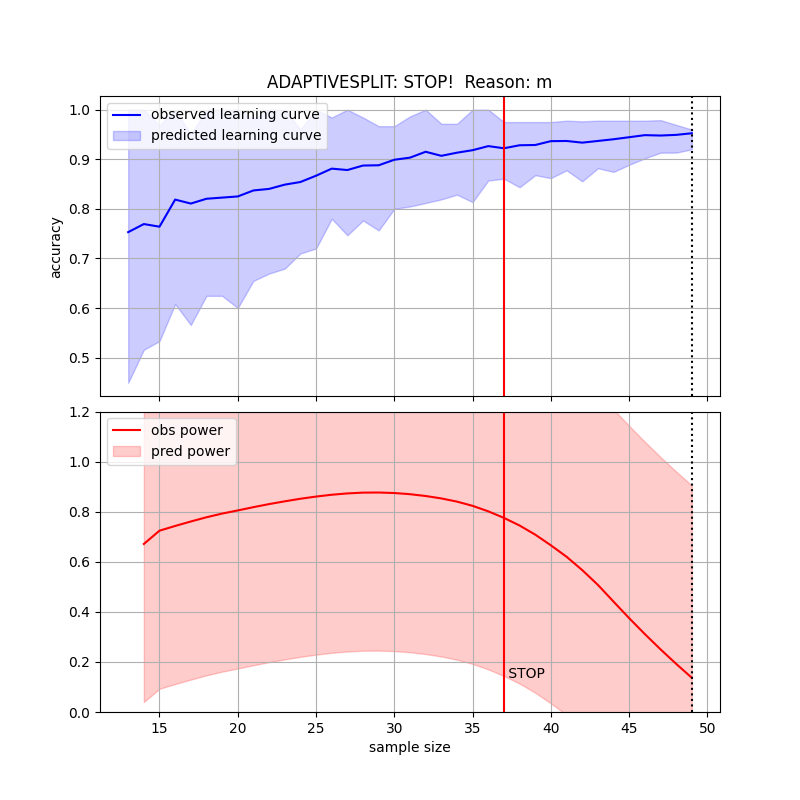 ADAPTIVESPLIT: STOP!  Reason: m
observed learning curve
predicted learning curve
1.0
0.9
0.8
0.7
0.6
0.5
accuracy
obs power
pred power
1.2
1.0
0.8
0.6
0.4
0.2
0.0
STOP
15 20 25 30 35 40 45 50
sample size